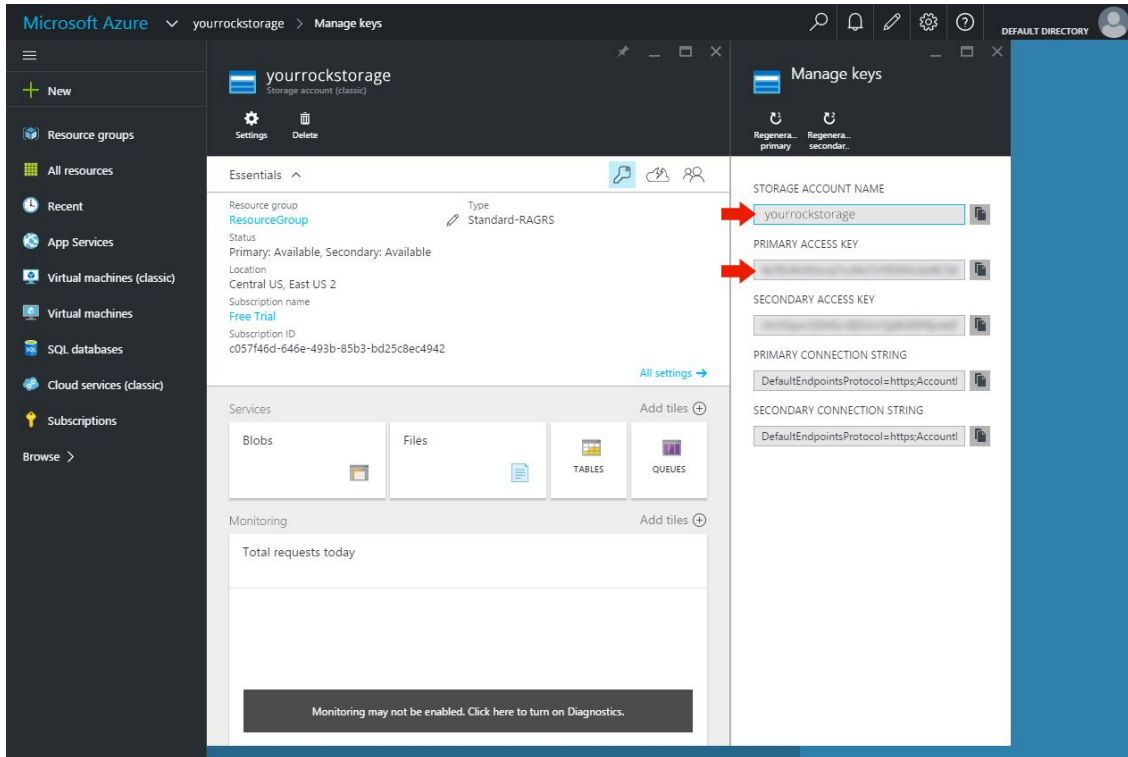 Microsoft Azure yourrockstorage > Manage keys
DEFAULT DIRECTORY
New
Resource groups
All resources
Recent
App Services
Virtual machines (classic)
Virtual machines
SQL databases
Cloud services (classic)
Subscriptions
Browse >
yourrockstorage
Storage account (classic)
Settings Delete
Essentials
Resource group
ResourceGroup
Type
Standard-RAGRS
Status
Primary: Available, Secondary: Available
Location
Central US, East US 2
Subscription name
Free Trial
Subscription ID
c057f46d-646e-493b-85b3-bd25c8ec4942
All settings →
Services Add tiles
Blobs
Files
TABLES
QUEUES
Monitoring Add tiles
Total requests today
Monitoring may not be enabled. Click here to turn on Diagnostics.
Manage keys
Regenera... primary
Regenera... secondar..
STORAGE ACCOUNT NAME
yourrockstorage
PRIMARY ACCESS KEY
SECONDARY ACCESS KEY
PRIMARY CONNECTION STRING
DefaultEndpointsProtocol=https;Accountl
SECONDARY CONNECTION STRING
DefaultEndpointsProtocol=https;Accountl